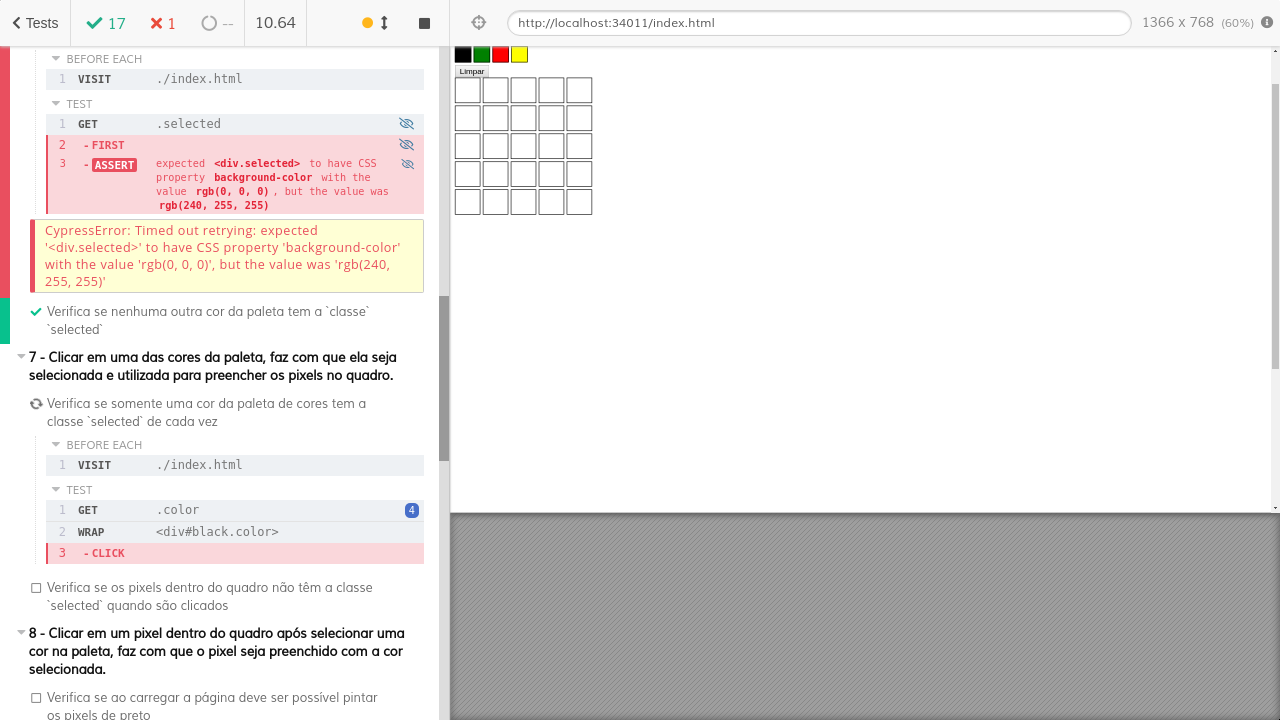 Tests
17
1
--
10.64
http://localhost:34011/index.html
1366 x 768 (60%)
BEFORE EACH
1 VISIT ./index.html
TEST
1 GET .selected
2 - FIRST
3 - ASSERT expected <div.selected> to have CSS
property background-color with the
value rgb(0, 0, 0), but the value was
rgb(240, 255, 255)
CypressError: Timed out retrying: expected
'<div.selected>' to have CSS property 'background-color'
with the value 'rgb(0, 0, 0)', but the value was 'rgb(240,
255, 255)'
Verifica se nenhuma outra cor da paleta tem a `classe`
`selected`
7 - Clicar em uma das cores da paleta, faz com que ela seja
selecionada e utilizada para preencher os pixels no quadro.
Verifica se somente uma cor da paleta de cores tem a
classe `selected` de cada vez
BEFORE EACH
1 VISIT ./index.html
TEST
1 GET .color 4
2 WRAP <div#black.color>
3 - CLICK
Verifica se os pixels dentro do quadro não têm a classe
`selected` quando são clicados
8 - Clicar em um pixel dentro do quadro após selecionar uma
cor na paleta, faz com que o pixel seja preenchido com a cor
selecionada.
Verifica se ao carregar a página deve ser possível pintar
os pixels de preto
Limpar